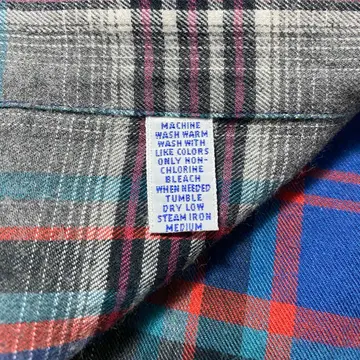 MACHINE
WASH WARM
WASH WITH
LIKE COLORS
ONLY NON-
CHLORINE
BLEACH
WHEN NEEDED
TUMBLE
DRY LOW
STEAM IRON
MEDIUM